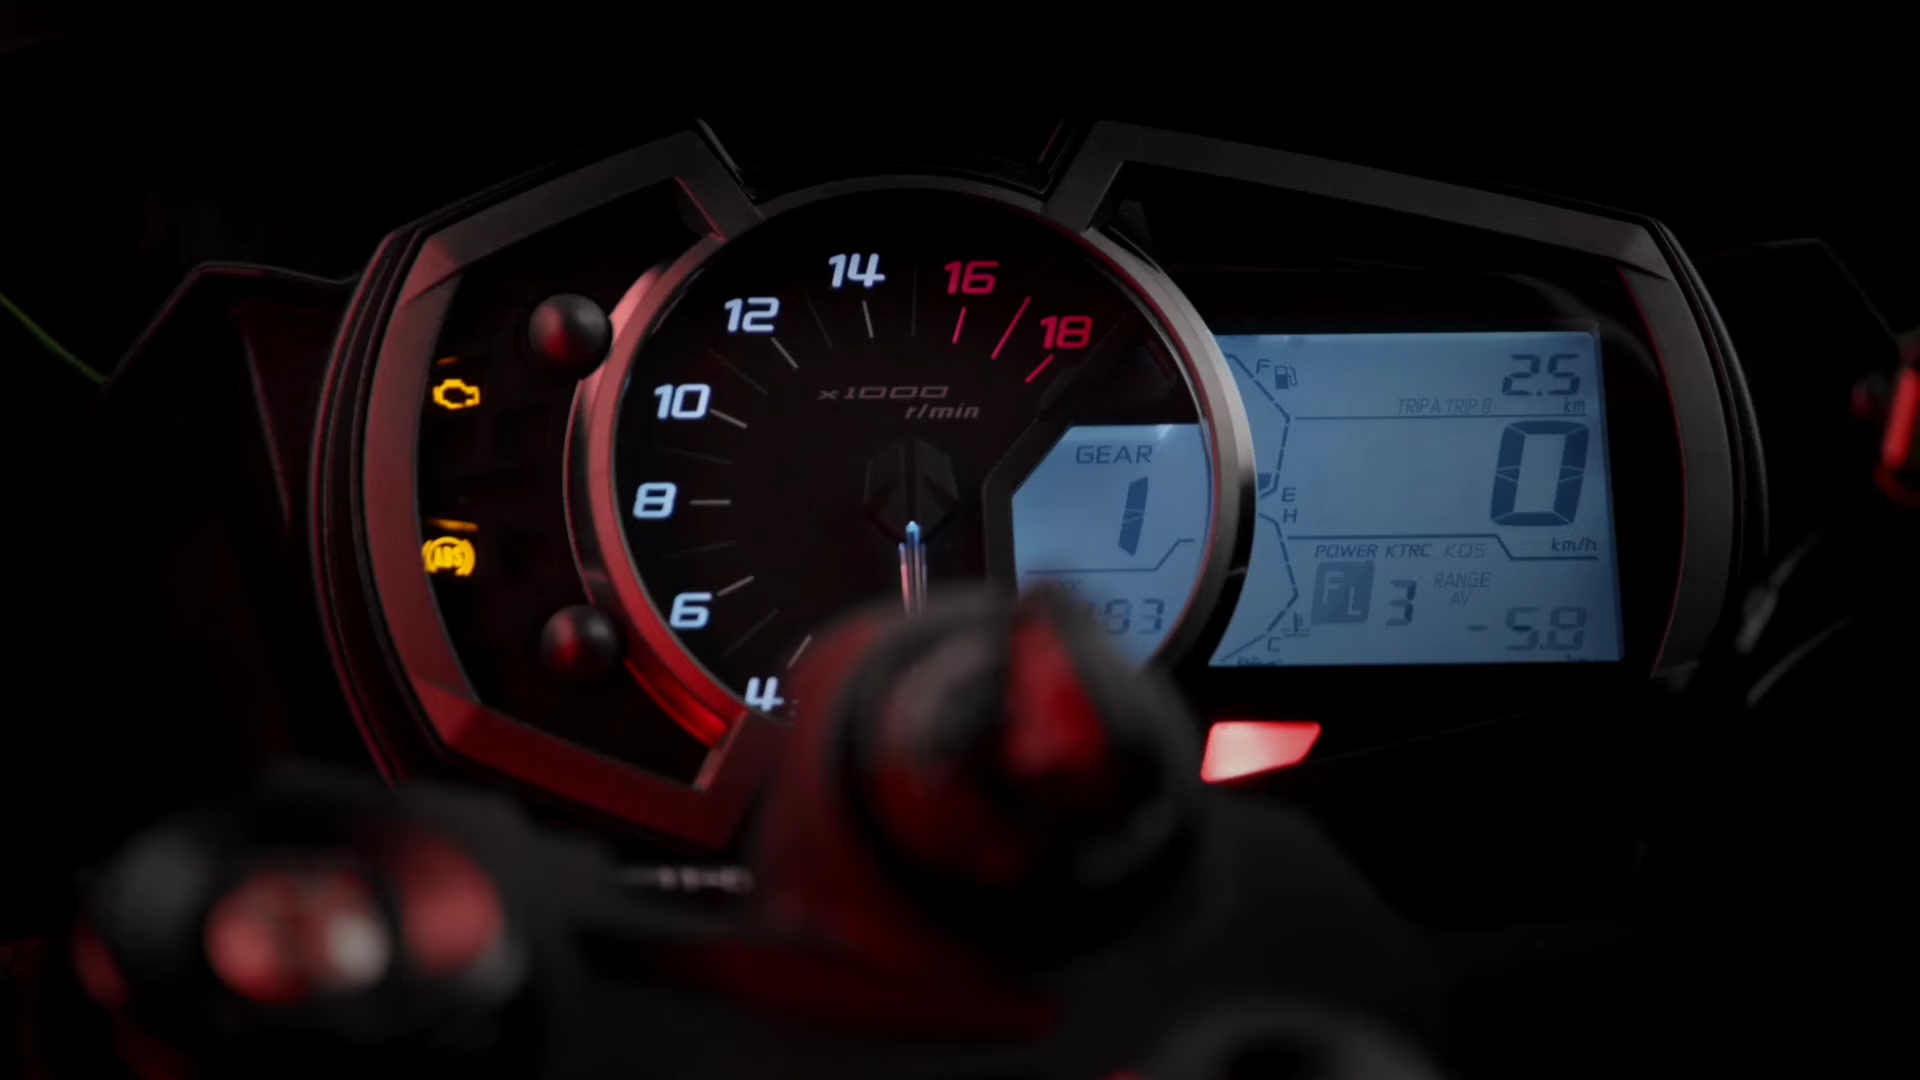 14
16
12
18
x1000
r/min
10
8
6
4
ABS
GEAR
1
F
2.5
TRIP A TRIP B
km
0
E
H
km/h
POWER KTRC KQS
F
L
3
RANGE
AV
-5.8
C